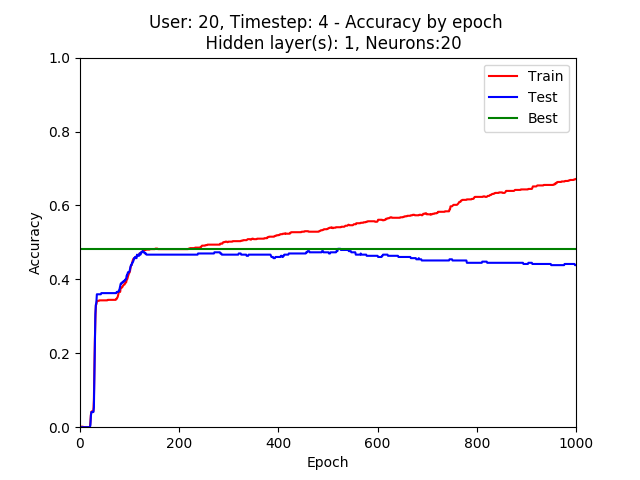 User: 20, Timestep: 4 - Accuracy by epoch
Hidden layer(s): 1, Neurons:20
1.0
0.8
0.6
0.4
0.2
0.0
Accuracy
Train
Test
Best
0 200 400 600 800 1000
Epoch